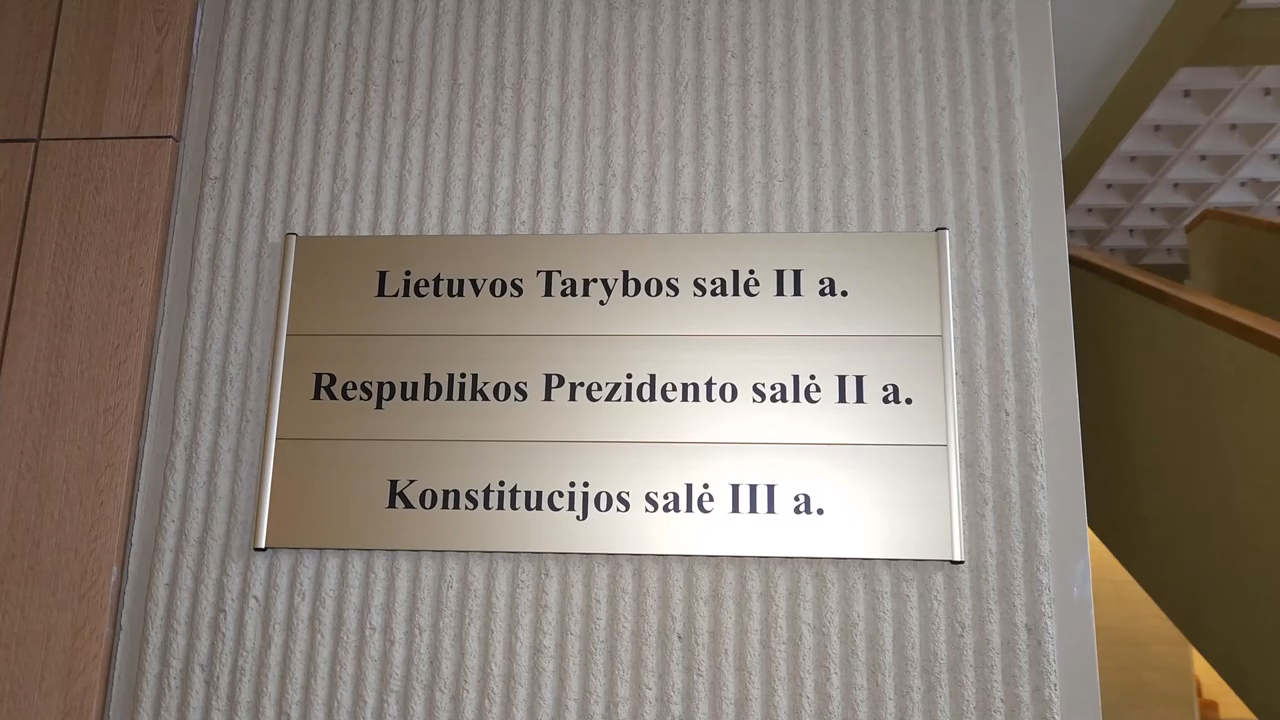 Lietuvos Tarybos salė II a.
Respublikos Prezidento salė II a.
Konstitucijos salė III a.